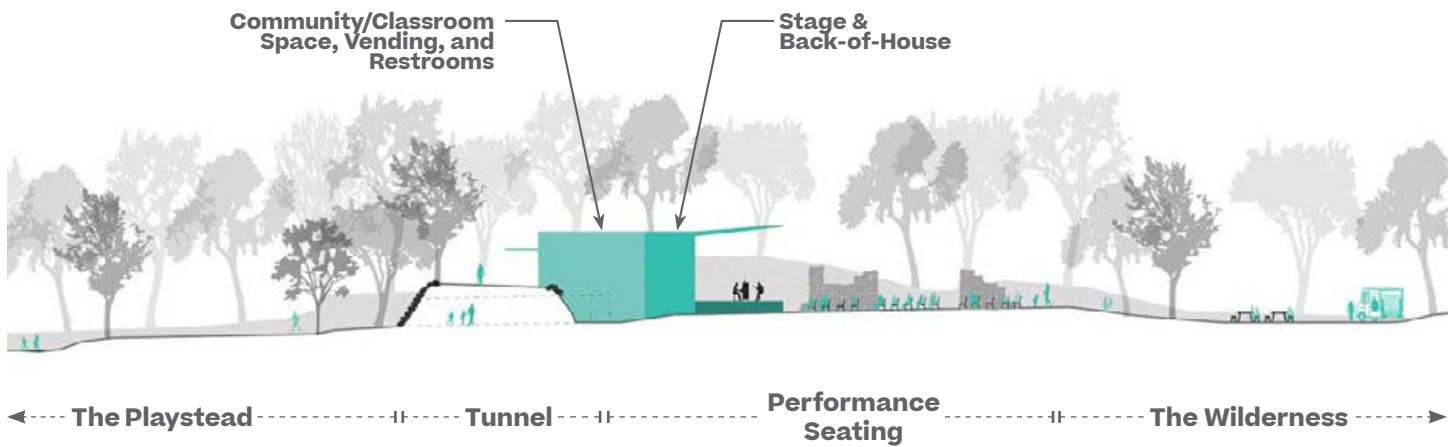 Community/Classroom
Space, Vending, and
Restrooms
Stage &
Back-of-House
The Playstead
Tunnel
Performance
Seating
The Wilderness